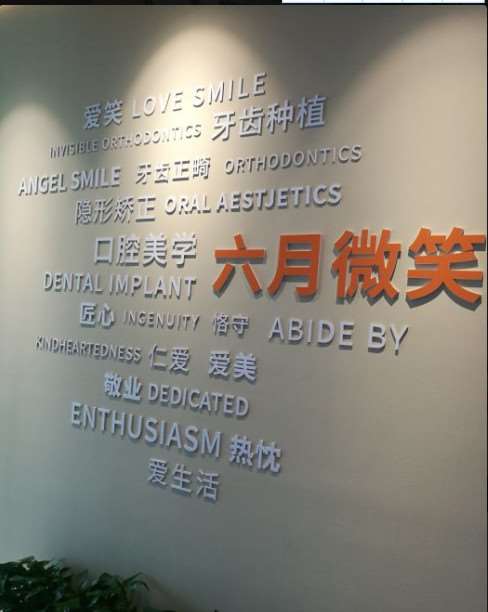 爱笑 LOVE SMILE
INVISIBLE ORTHODONTICS 牙齿种植
ANGEL SMILE 牙齿正畸 ORTHODONTICS
隐形矫正 ORAL AESTJETICS
口腔美学 六月微笑
DENTAL IMPLANT
匠心 INGENUITY 恪守 ABIDE BY
KINDHEARTEDNESS 仁爱 爱美
敬业 DEDICATED
ENTHUSIASM 热忱
爱生活